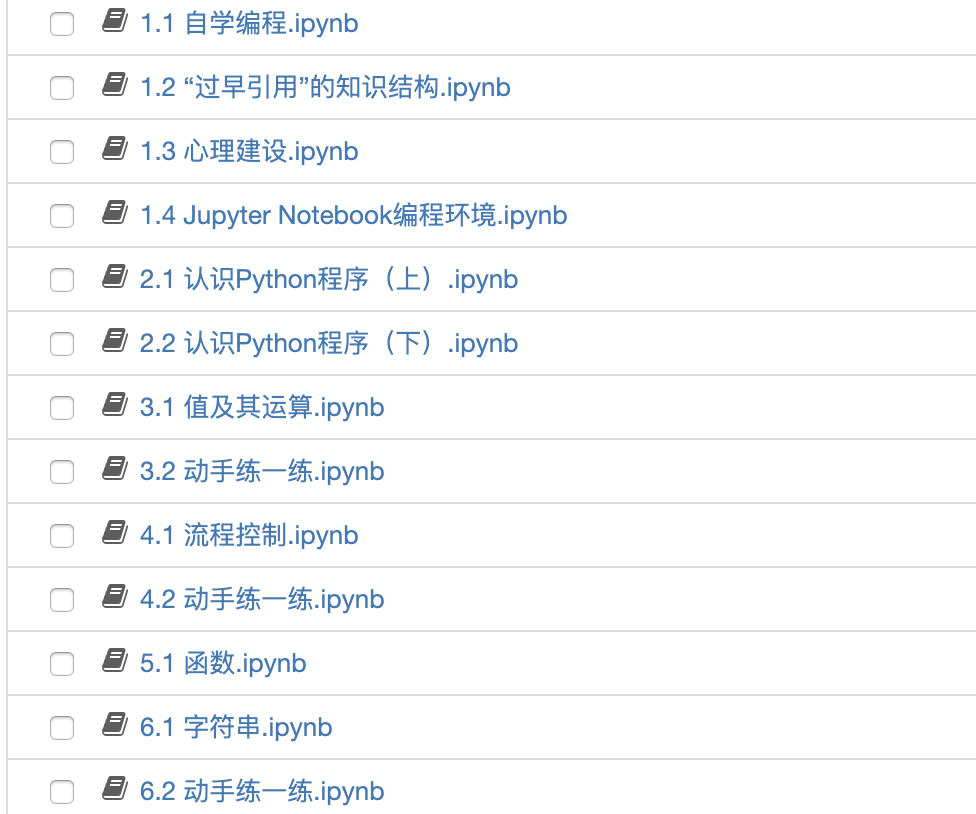 1.1 自学编程.ipynb
1.2 “过早引用”的知识结构.ipynb
1.3 心理建设.ipynb
1.4 Jupyter Notebook编程环境.ipynb
2.1 认识Python程序（上）.ipynb
2.2 认识Python程序（下）.ipynb
3.1 值及其运算.ipynb
3.2 动手练一练.ipynb
4.1 流程控制.ipynb
4.2 动手练一练.ipynb
5.1 函数.ipynb
6.1 字符串.ipynb
6.2 动手练一练.ipynb